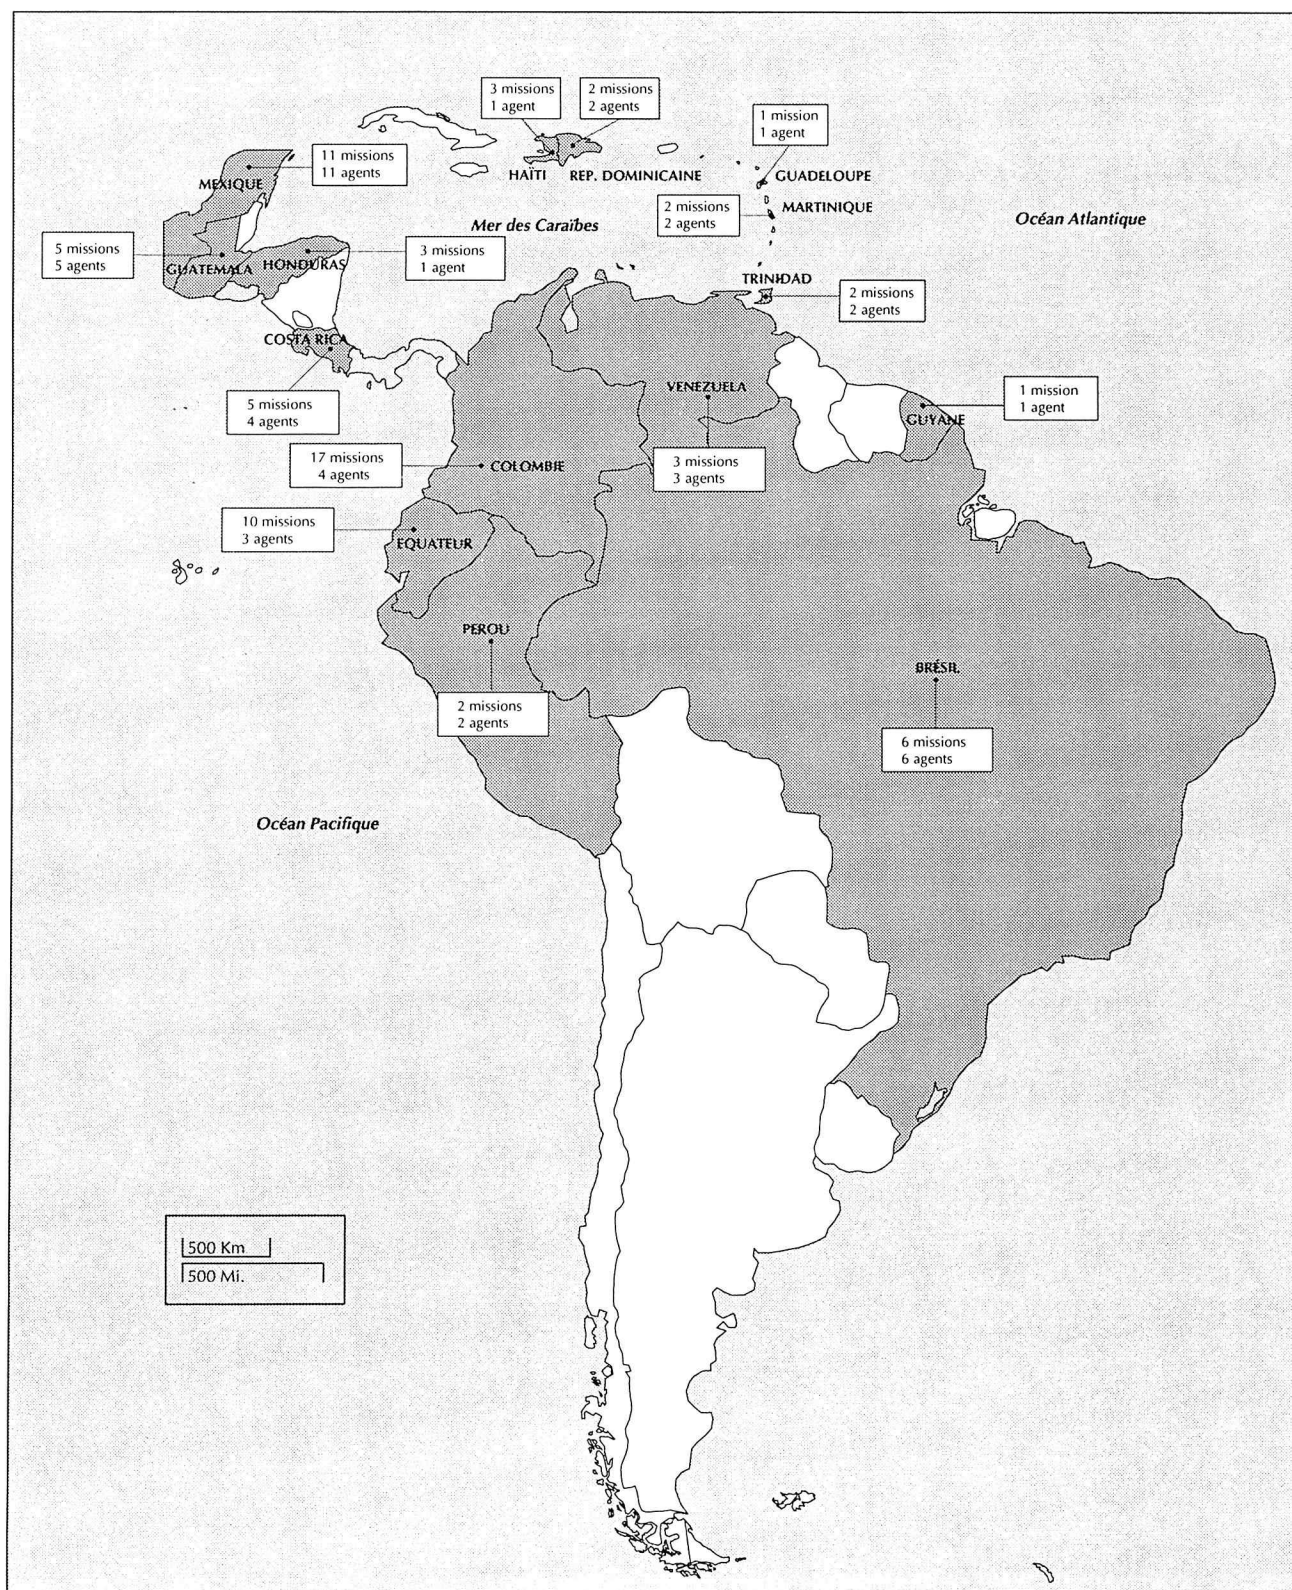 3 missions
1 agent
2 missions
2 agents
1 mission
1 agent
11 missions
11 agents
MEXIQUE
HAÏTI
REP. DOMINICAINE
GUADELOUPE
2 missions
2 agents
MARTINIQUE
Mer des Caraïbes
Océan Atlantique
5 missions
5 agents
GUATEMALA
HONDURAS
3 missions
1 agent
TRINIDAD
2 missions
2 agents
COSTA RICA
5 missions
4 agents
VENEZUELA
1 mission
1 agent
GUYANE
17 missions
4 agents
COLOMBIE
3 missions
3 agents
10 missions
3 agents
EQUATEUR
PEROU
2 missions
2 agents
BRÉSIL
6 missions
6 agents
Océan Pacifique
500 Km
500 Mi.